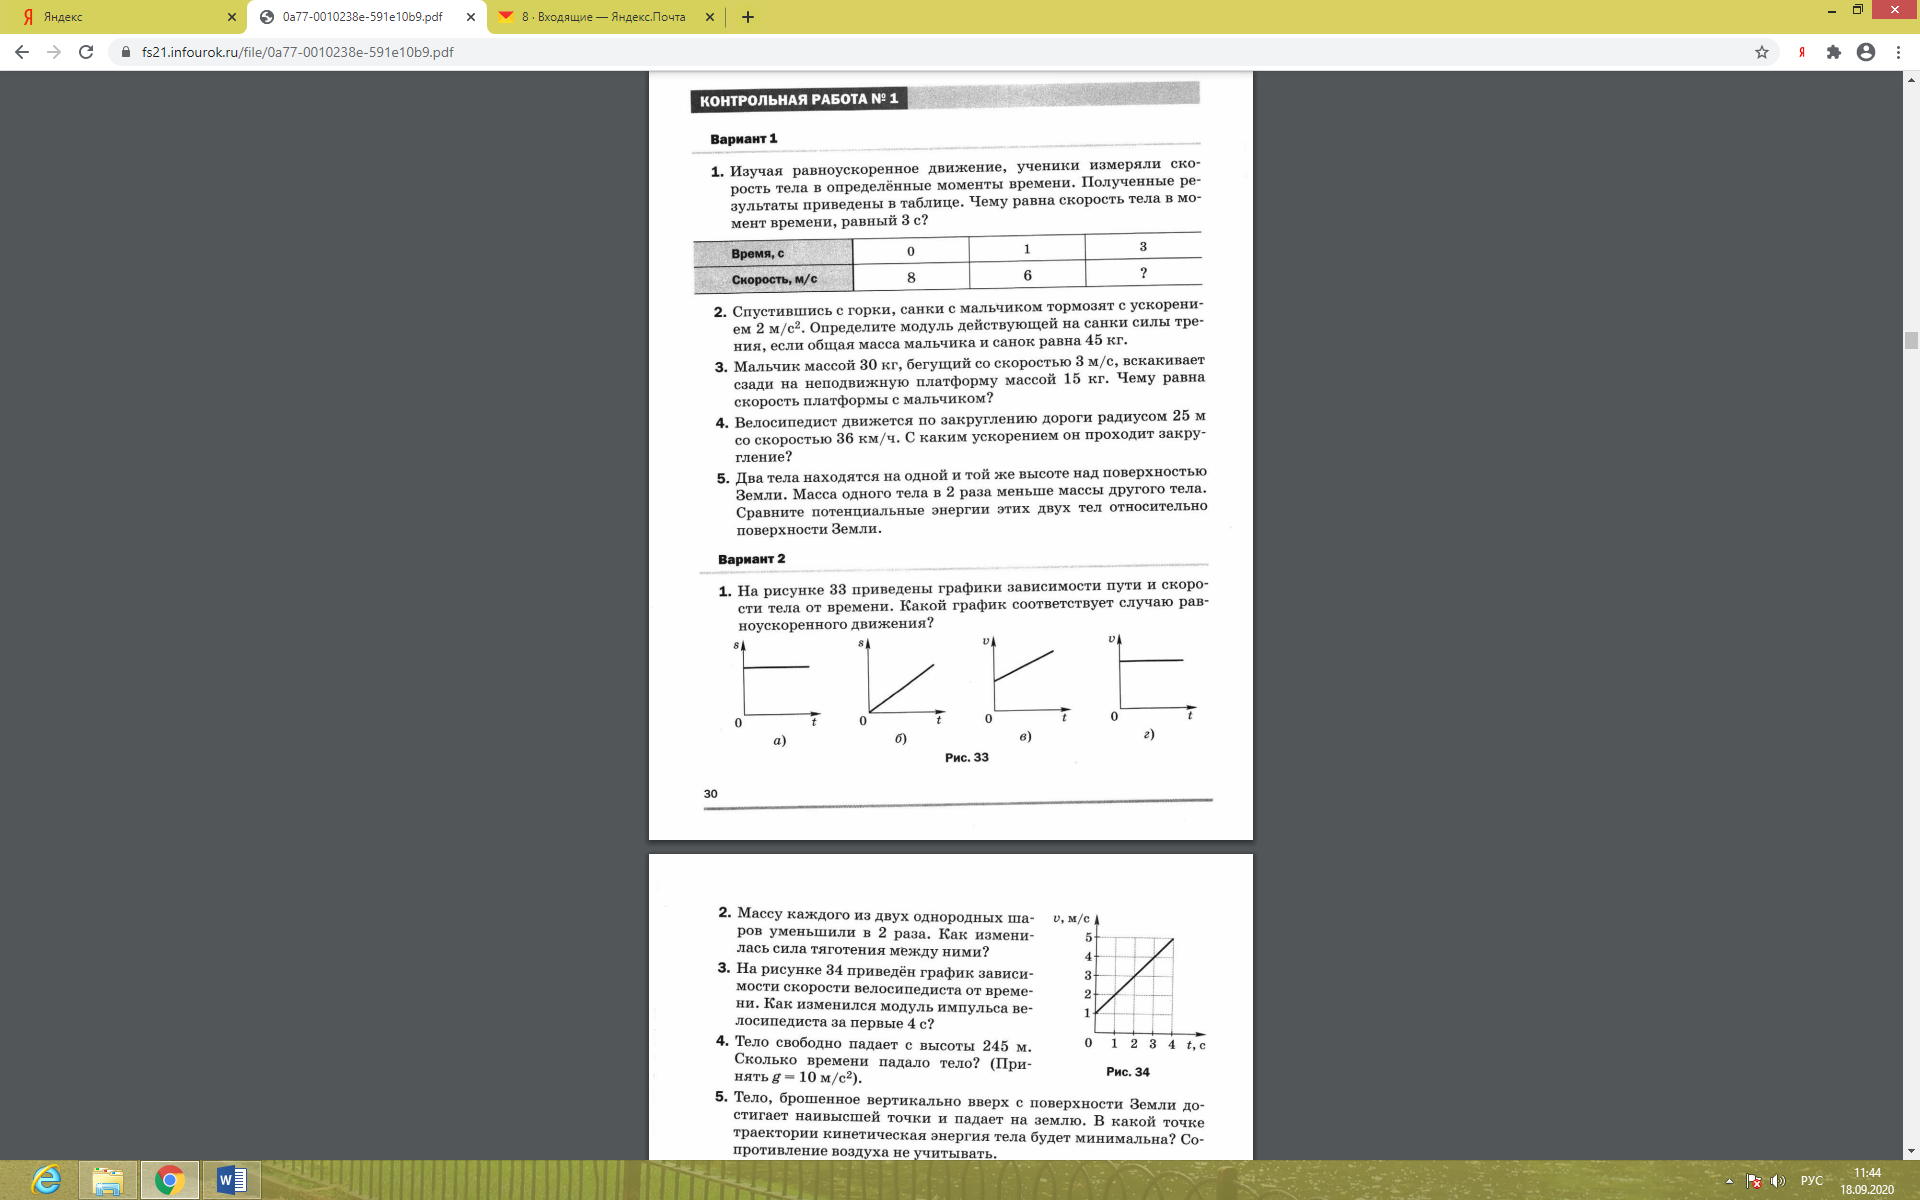 Яндекс
0a77-0010238e-591e10b9.pdf
8 · Входящие — Яндекс.Почта
fs21.infourok.ru/file/0a77-0010238e-591e10b9.pdf
КОНТРОЛЬНАЯ РАБОТА № 1
Вариант 1
1. Изучая равноускоренное движение, ученики измеряли ско-
рость тела в определённые моменты времени. Полученные ре-
зультаты приведены в таблице. Чему равна скорость тела в мо-
мент времени, равный 3 с?
Время, с 0 1 3
Скорость, м/с 8 6 ?
2. Спустившись с горки, санки с мальчиком тормозят с ускорени-
ем 2 м/с². Определите модуль действующей на санки силы тре-
ния, если общая масса мальчика и санок равна 45 кг.
3. Мальчик массой 30 кг, бегущий со скоростью 3 м/с, вскакивает
сзади на неподвижную платформу массой 15 кг. Чему равна
скорость платформы с мальчиком?
4. Велосипедист движется по закруглению дороги радиусом 25 м
со скоростью 36 км/ч. С каким ускорением он проходит закру-
гление?
5. Два тела находятся на одной и той же высоте над поверхностью
Земли. Масса одного тела в 2 раза меньше массы другого тела.
Сравните потенциальные энергии этих двух тел относительно
поверхности Земли.
Вариант 2
1. На рисунке 33 приведены графики зависимости пути и скоро-
сти тела от времени. Какой график соответствует случаю рав-
ноускоренного движения?
s s v v
0 t 0 t 0 t 0 t
а) б) в) г)
Рис. 33
30
2. Массу каждого из двух однородных ша-
ров уменьшили в 2 раза. Как измени-
лась сила тяготения между ними?
3. На рисунке 34 приведён график зависи-
мости скорости велосипедиста от време-
ни. Как изменился модуль импульса ве-
лосипедиста за первые 4 с?
4. Тело свободно падает с высоты 245 м.
Сколько времени падало тело? (При-
нять g = 10 м/с²).
v, м/с
5
4
3
2
1
0 1 2 3 4 t, с
Рис. 34
5. Тело, брошенное вертикально вверх с поверхности Земли до-
стигает наивысшей точки и падает на землю. В какой точке
траектории кинетическая энергия тела будет минимальна? Со-
противление воздуха не учитывать.
РУС
11:44
18.09.2020